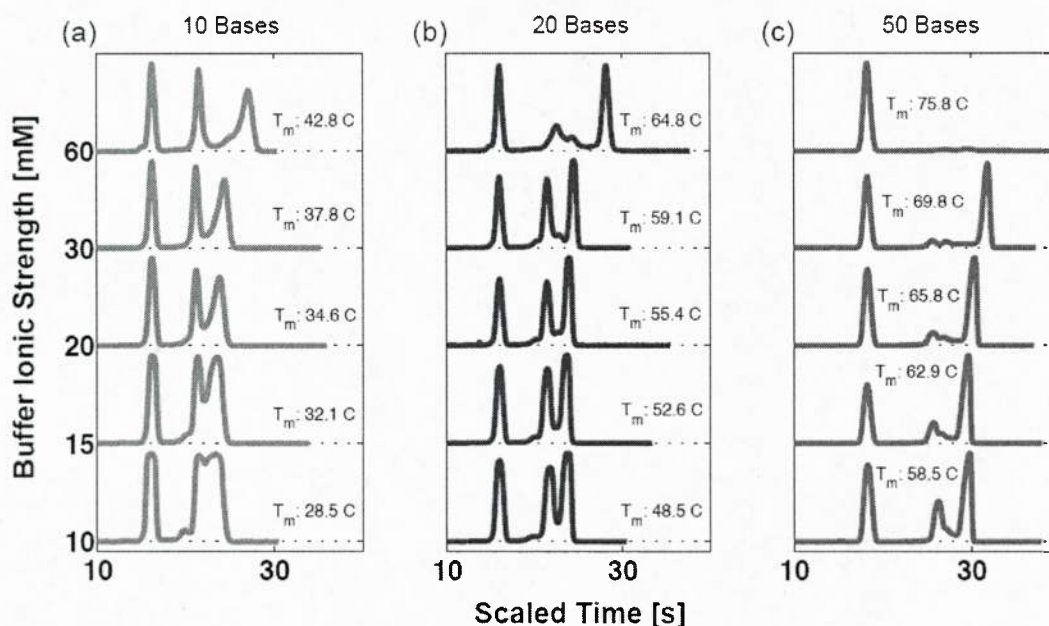 (a) 10 Bases
(b) 20 Bases
(c) 50 Bases
Buffer Ionic Strength [mM]
60
30
20
15
10
Tm: 42.8 C
Tm: 37.8 C
Tm: 34.6 C
Tm: 32.1 C
Tm: 28.5 C
10 30
Tm: 64.8 C
Tm: 59.1 C
Tm: 55.4 C
Tm: 52.6 C
Tm: 48.5 C
10 30
Tm: 75.8 C
Tm: 69.8 C
Tm: 65.8 C
Tm: 62.9 C
Tm: 58.5 C
10 30
Scaled Time [s]